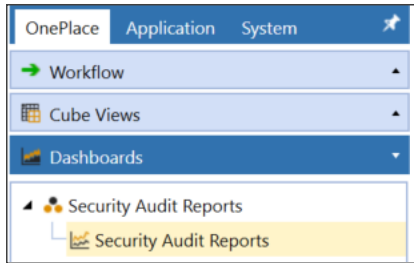 OnePlace Application System
Workflow
Cube Views
Dashboards
Security Audit Reports
Security Audit Reports